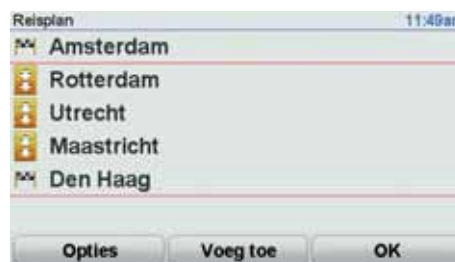 Reisplan 11:49am
Amsterdam
Rotterdam
Utrecht
Maastricht
Den Haag
Opties Voeg toe OK